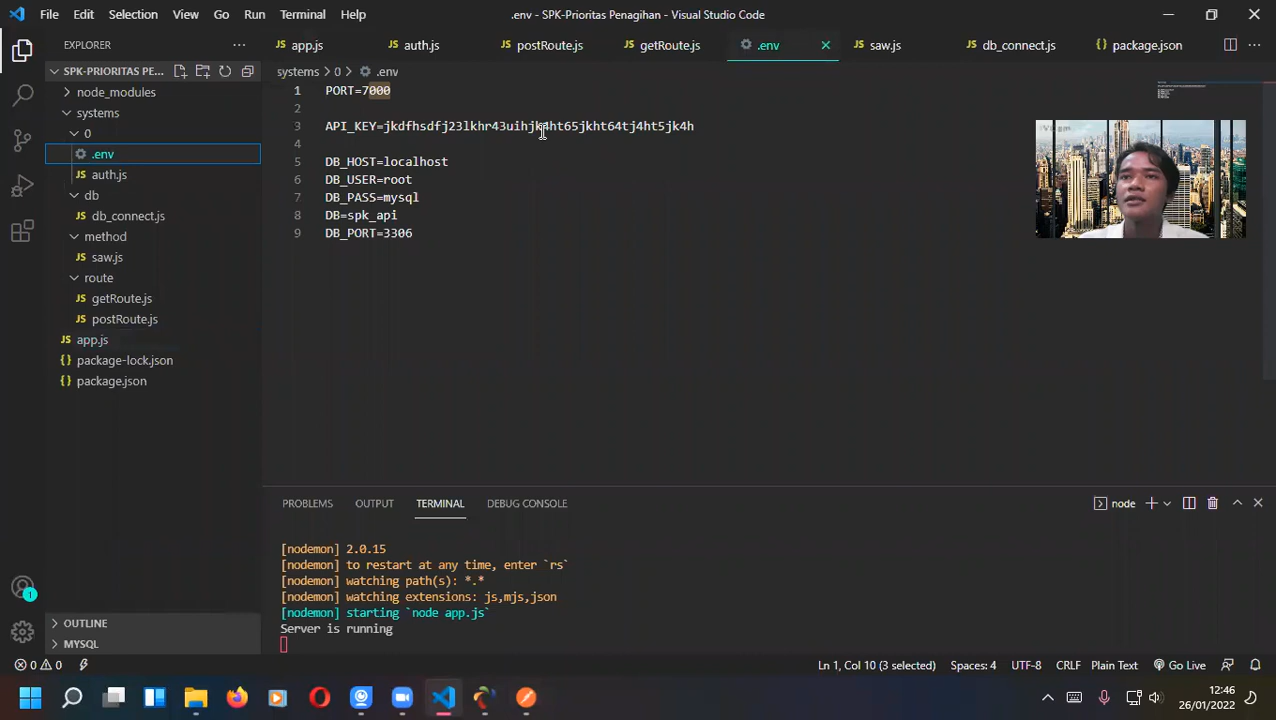 File Edit Selection View Go Run Terminal Help
.env - SPK-Prioritas Penagihan - Visual Studio Code
EXPLORER
app.js
auth.js
postRoute.js
getRoute.js
.env
saw.js
db_connect.js
package.json
SPK-PRIORITAS PE...
node_modules
systems
0
.env
auth.js
db
db_connect.js
method
saw.js
route
getRoute.js
postRoute.js
app.js
package-lock.json
package.json
OUTLINE
MYSQL
systems > 0 > .env
1 PORT=7000
2
3 API_KEY=jkdfhsdfj23lkhr43uihjk4ht65jkht64tj4ht5jk4h
4
5 DB_HOST=localhost
6 DB_USER=root
7 DB_PASS=mysql
8 DB=spk_api
9 DB_PORT=3306
PROBLEMS OUTPUT TERMINAL DEBUG CONSOLE
node
[nodemon] 2.0.15
[nodemon] to restart at any time, enter `rs`
[nodemon] watching path(s): *.*
[nodemon] watching extensions: js,mjs,json
[nodemon] starting `node app.js`
Server is running
0 0
Ln 1, Col 10 (3 selected) Spaces: 4 UTF-8 CRLF Plain Text Go Live
1
12:46
26/01/2022